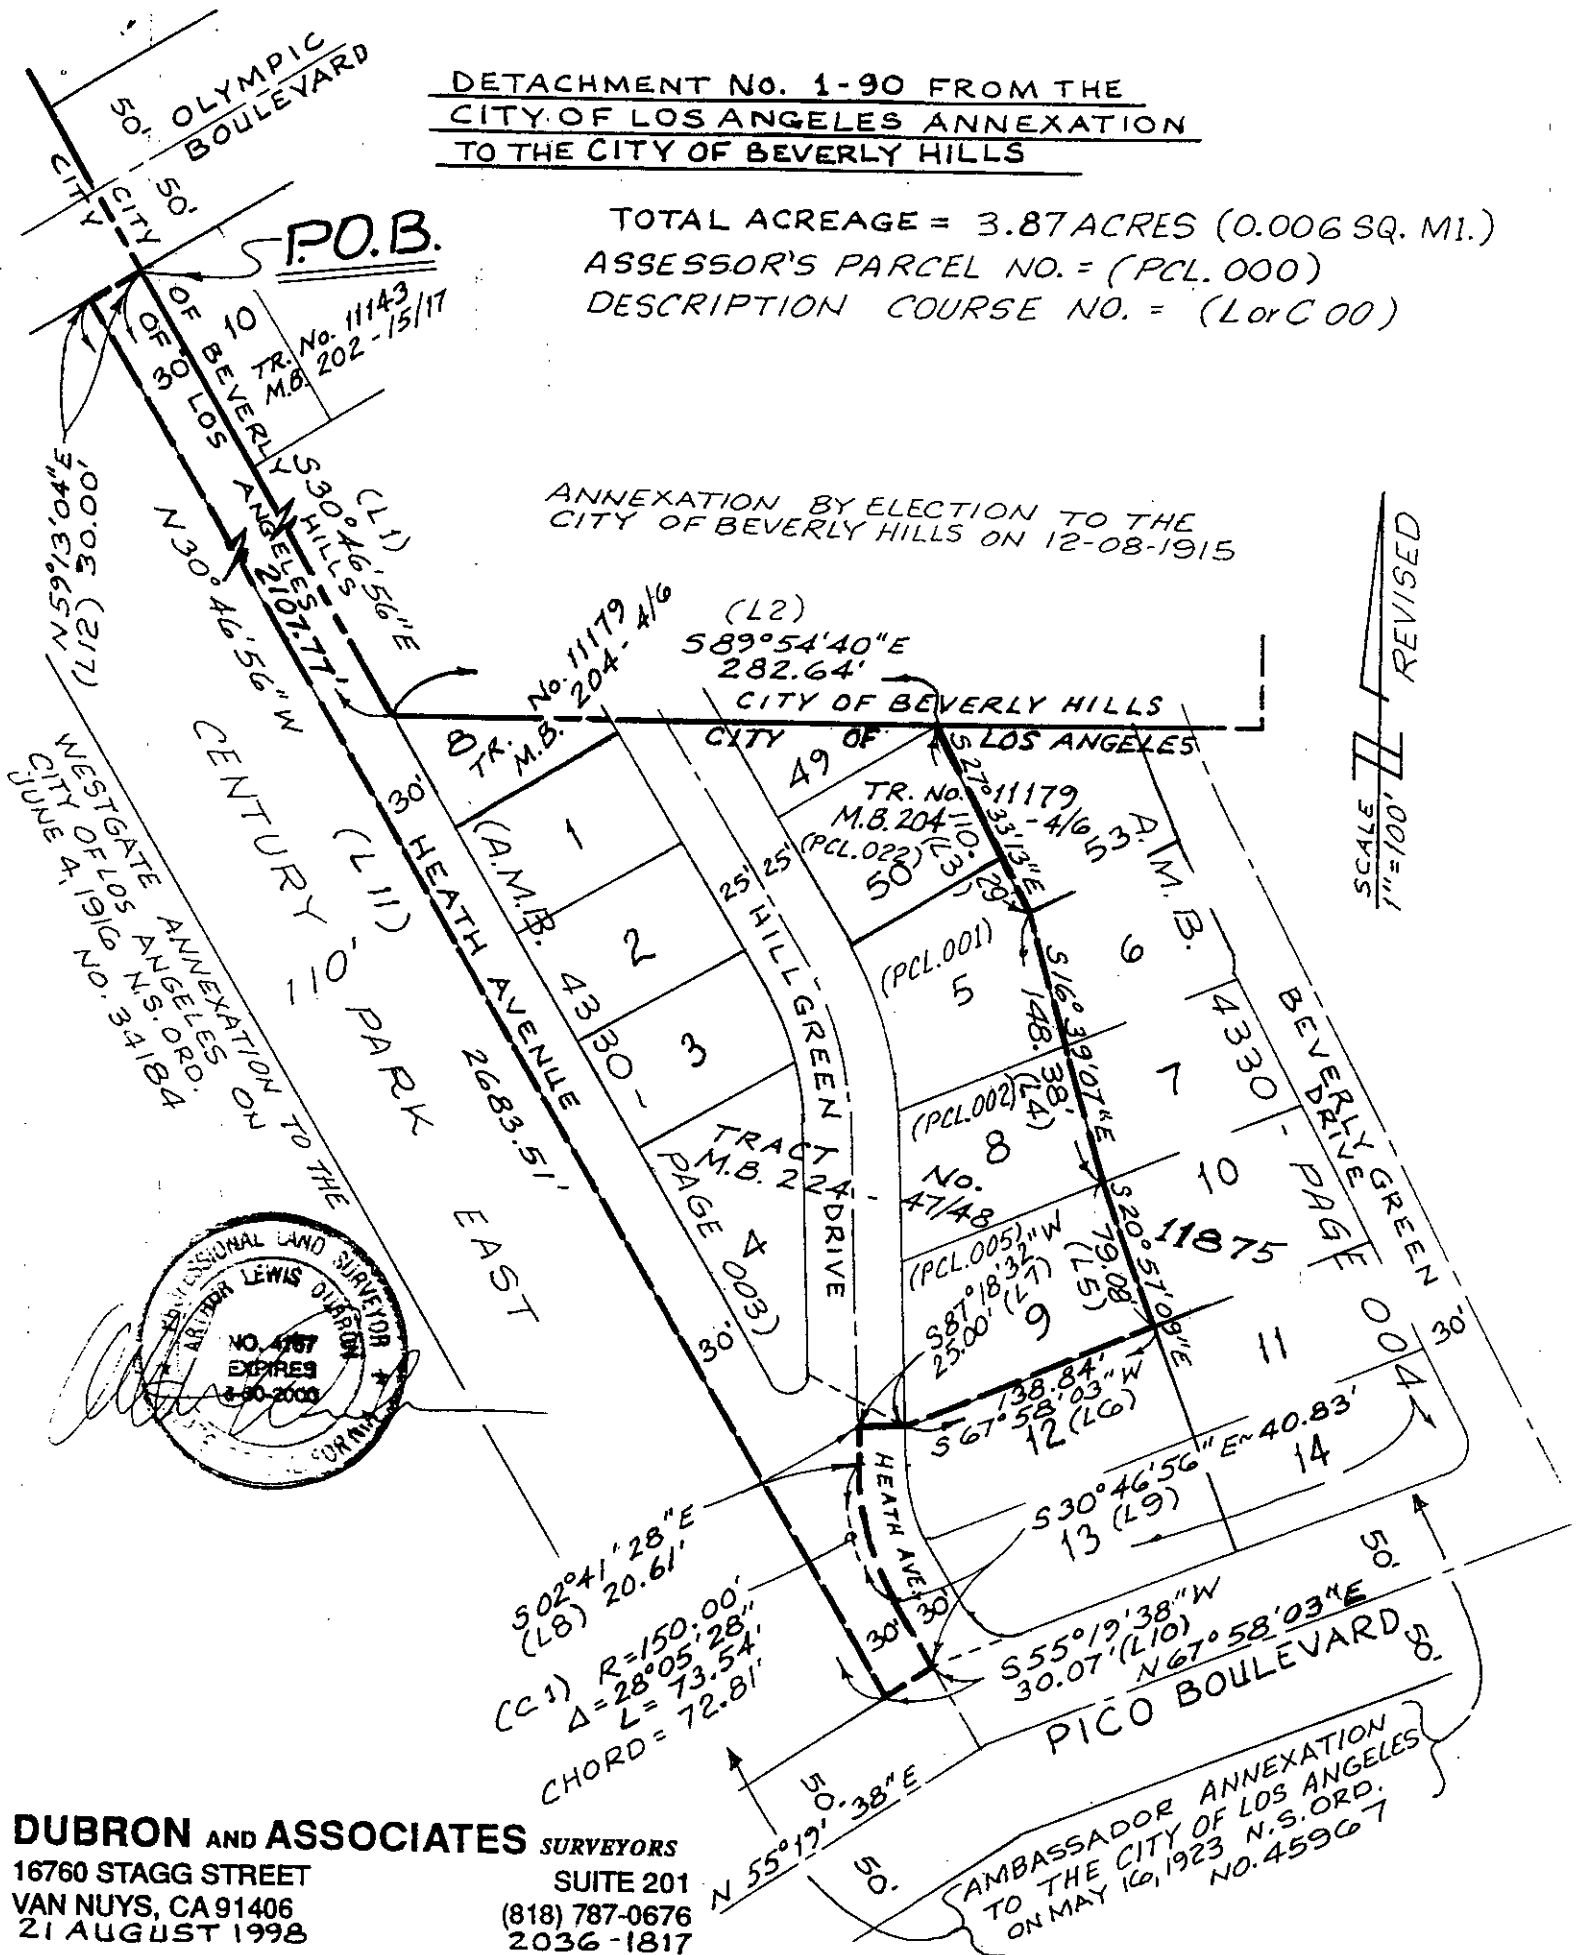 DETACHMENT No. 1-90 FROM THE
CITY OF LOS ANGELES ANNEXATION
TO THE CITY OF BEVERLY HILLS
TOTAL ACREAGE = 3.87 ACRES (0.006 SQ. MI.)
ASSESSOR'S PARCEL NO. = (PCL. 000)
DESCRIPTION COURSE NO. = (L or C 00)
OLYMPIC
BOULEVARD
50'
50'
CITY
CITY
P.O.B.
OF BEVERLY HILLS
OF LOS ANGELES
30'
10
TR. No. 11143
M.B. 202-15/17
N59°13'04"E
(L12) 30.00'
(L1)
S30°46'56"E
2107.77'
N30°46'56"W
ANNEXATION BY ELECTION TO THE
CITY OF BEVERLY HILLS ON 12-08-1915
REVISED
SCALE
1"=100'
(L2)
S89°54'40"E
282.64'
CITY OF BEVERLY HILLS
CITY OF LOS ANGELES
8
TR. No. 11179
M.B. 204-4/6
49
TR. No. 11179
M.B. 204-4/6
(PCL.022)
50
S27°33'13"E
110.29'
(L3)
53
A.M.B. 4330 - PAGE 004
WESTGATE ANNEXATION TO THE
CITY OF LOS ANGELES ON
JUNE 4, 1916 N.S. ORD.
NO. 34184
CENTURY PARK EAST
110'
(L11)
2683.51'
30'
HEATH AVENUE
30'
(A.M.B. 4330 - PAGE 003)
1
2
3
4
25' 25'
HILLGREEN DRIVE
(PCL.001)
5
6
S16°39'07"E
148.38'
(L4)
7
(PCL.002)
8
TRACT No. 11875
M.B. 224-47/48
10
S20°57'09"E
79.08'
(L5)
(PCL.005)
9
S87°18'32"W
25.00' (L7)
11
BEVERLY GREEN
DRIVE
30'
138.84'
S67°58'03"W
12 (L6)
S30°46'56"E~40.83'
13 (L9)
14
HEATH AVE.
30' 30'
S02°41'28"E
(L8) 20.61'
(C1) R=150.00'
Δ=28°05'28"
L=73.54'
CHORD=72.81'
S55°19'38"W
30.07' (L10)
N67°58'03"E
PICO BOULEVARD
50'
50'
N55°19'38"E
50'
50'
AMBASSADOR ANNEXATION
TO THE CITY OF LOS ANGELES
ON MAY 16, 1923 N.S. ORD.
NO. 45967
PROFESSIONAL LAND SURVEYOR
ARTHUR LEWIS DUBRON
EXPIRES
DUBRON AND ASSOCIATES SURVEYORS
16760 STAGG STREET SUITE 201
VAN NUYS, CA 91406 (818) 787-0676
21 AUGUST 1998 2036-1817